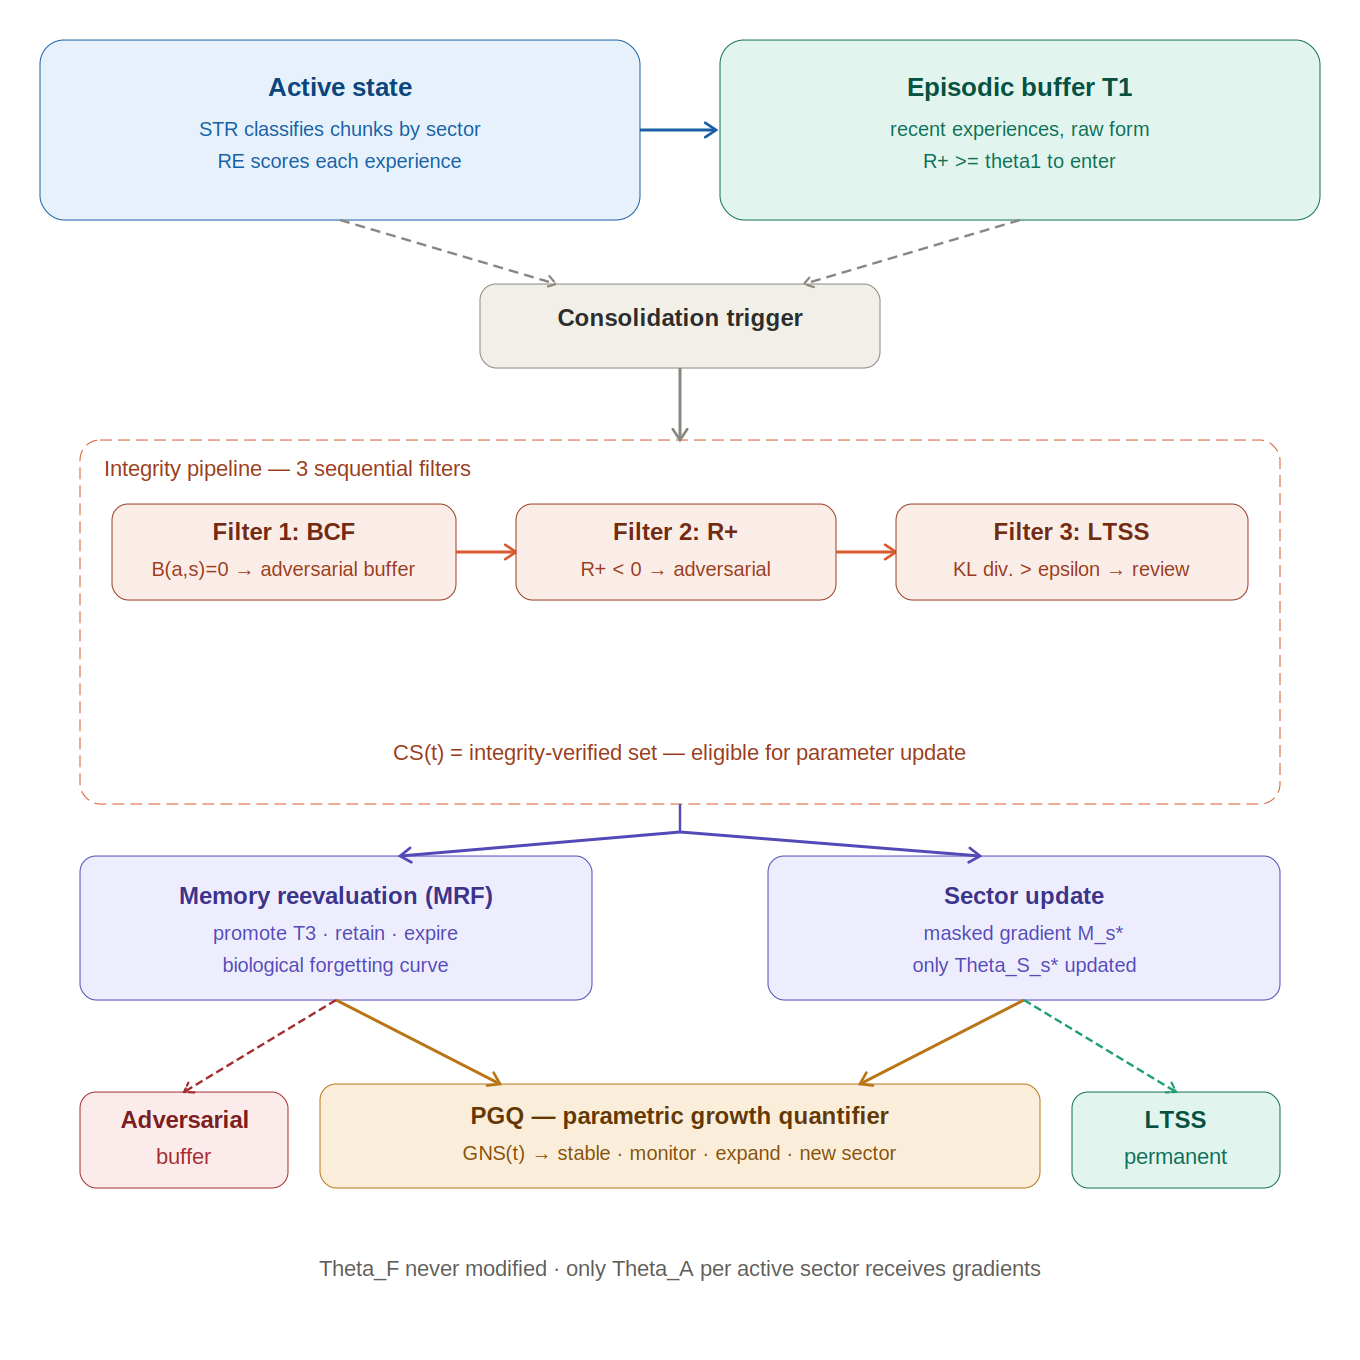 Active state
STR classifies chunks by sector
RE scores each experience
Episodic buffer T1
recent experiences, raw form
R+ >= theta1 to enter
Consolidation trigger
Integrity pipeline — 3 sequential filters
Filter 1: BCF
B(a,s)=0 → adversarial buffer
Filter 2: R+
R+ < 0 → adversarial
Filter 3: LTSS
KL div. > epsilon → review
CS(t) = integrity-verified set — eligible for parameter update
Memory reevaluation (MRF)
promote T3 · retain · expire
biological forgetting curve
Sector update
masked gradient M_s*
only Theta_S_s* updated
Adversarial
buffer
PGQ — parametric growth quantifier
GNS(t) → stable · monitor · expand · new sector
LTSS
permanent
Theta_F never modified · only Theta_A per active sector receives gradients